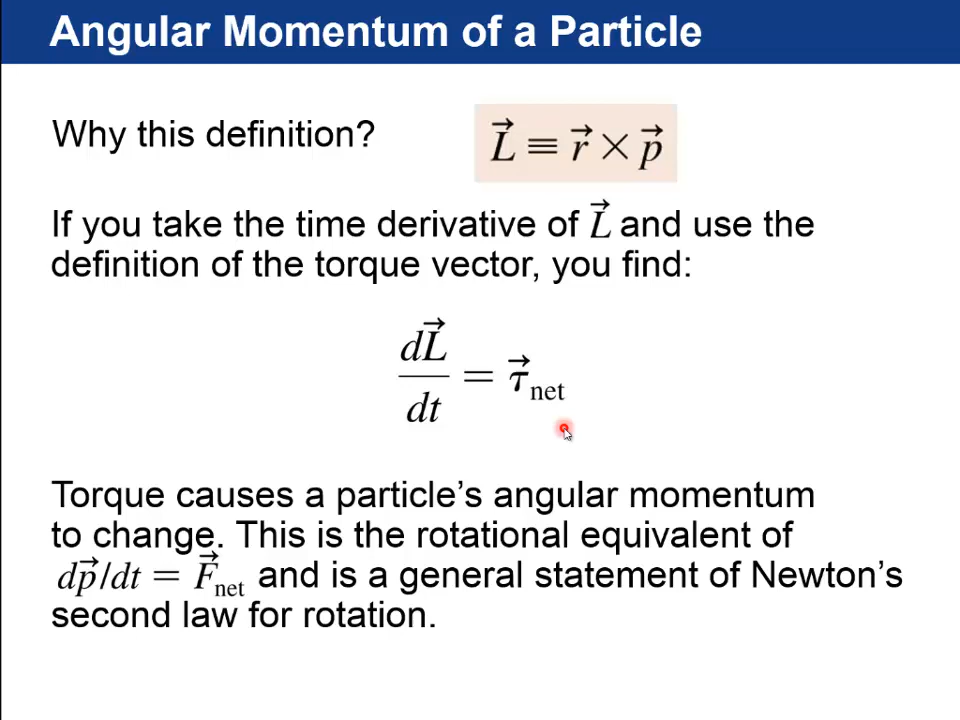 Angular Momentum of a Particle
Why this definition?
L⃗ ≡ r⃗ × p⃗
If you take the time derivative of L⃗ and use the
definition of the torque vector, you find:
dL⃗/dt = τ⃗net
Torque causes a particle’s angular momentum
to change. This is the rotational equivalent of
dp⃗/dt = F⃗net and is a general statement of Newton’s
second law for rotation.